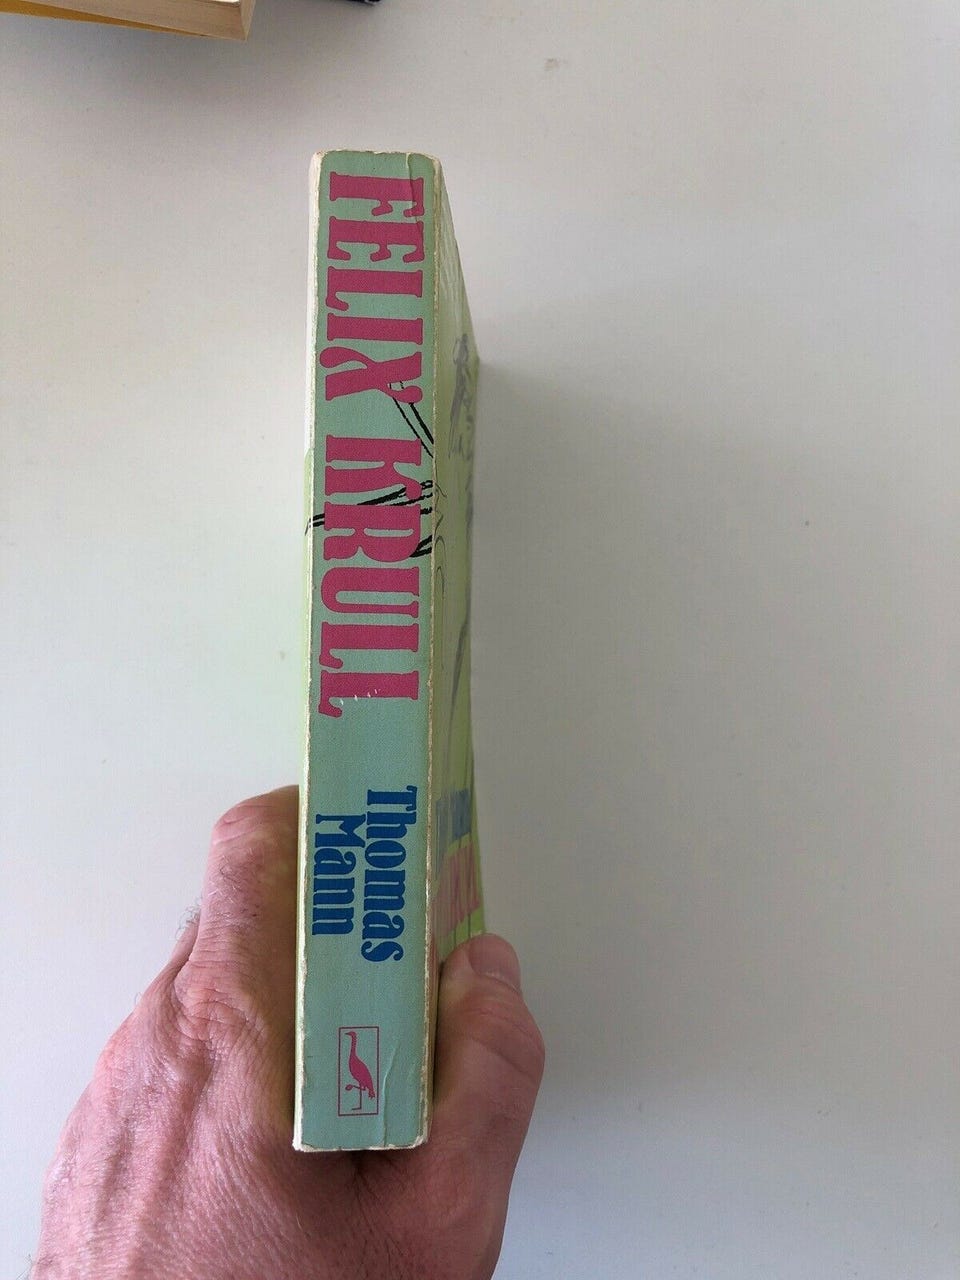 FELIX KRULL
Thomas
Mann